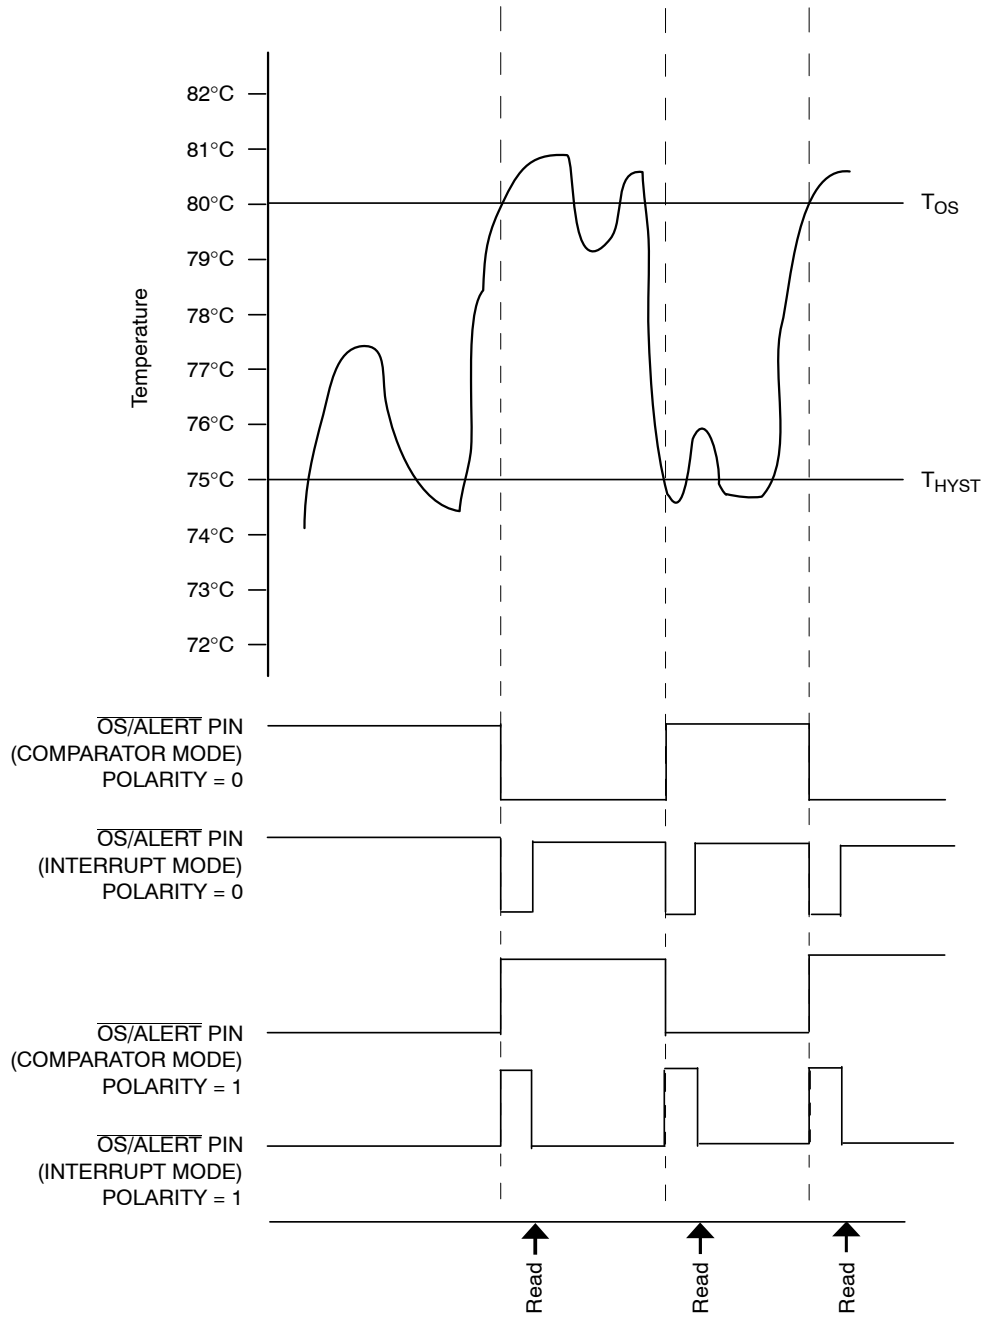 82°C
81°C
80°C
79°C
78°C
77°C
76°C
75°C
74°C
73°C
72°C
Temperature
TOS
THYST
OS/ALERT PIN
(COMPARATOR MODE)
POLARITY = 0
OS/ALERT PIN
(INTERRUPT MODE)
POLARITY = 0
OS/ALERT PIN
(COMPARATOR MODE)
POLARITY = 1
OS/ALERT PIN
(INTERRUPT MODE)
POLARITY = 1
Read
Read
Read